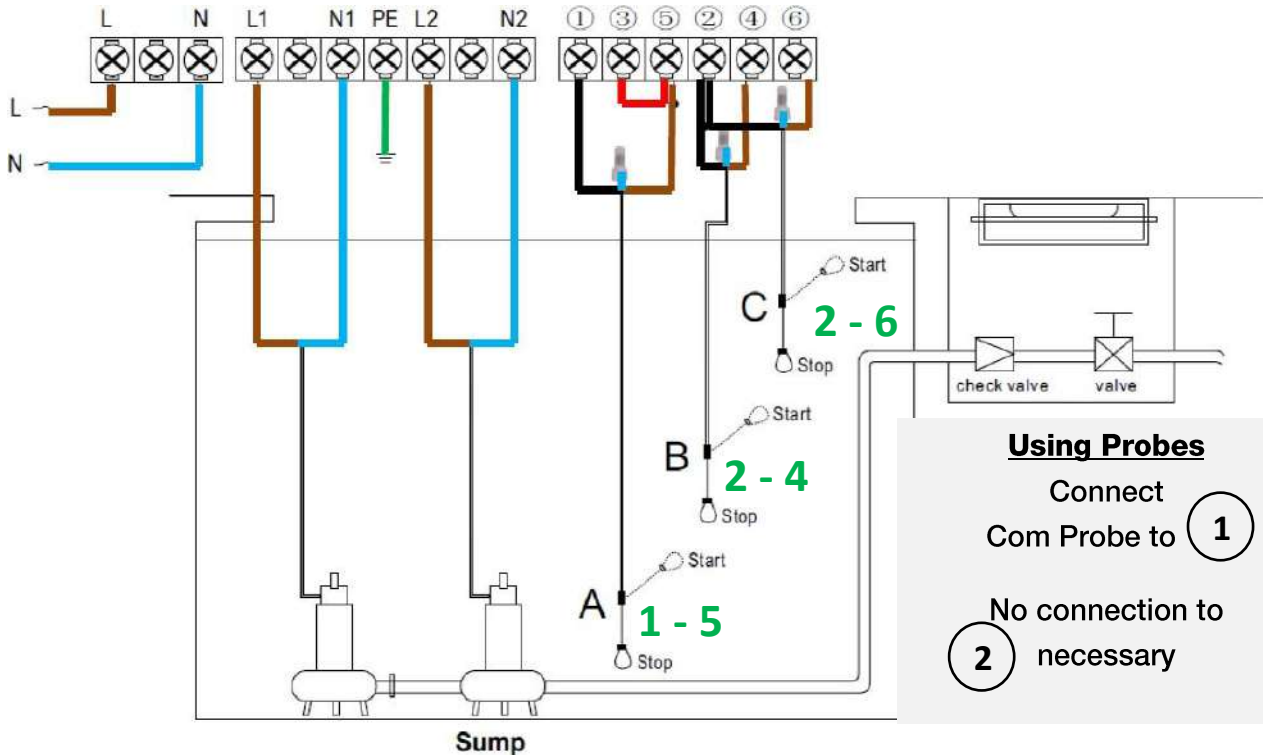 L N L1 N1 PE L2 N2 ① ③ ⑤ ② ④ ⑥
L
N
Start
C
2 - 6
Stop
check valve
valve
Start
B
2 - 4
Stop
Start
A
1 - 5
Stop
Using Probes
Connect
Com Probe to 1
No connection to
2 necessary
Sump